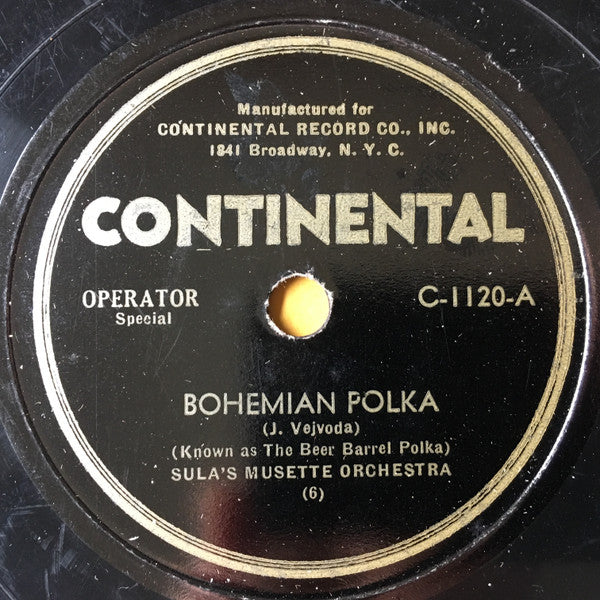 Manufactured for
CONTINENTAL RECORD CO., INC.
1841 Broadway, N. Y. C.
CONTINENTAL
OPERATOR
Special
C-1120-A
BOHEMIAN POLKA
(J. Vejvoda)
(Known as The Beer Barrel Polka)
SULA'S MUSETTE ORCHESTRA
(6)